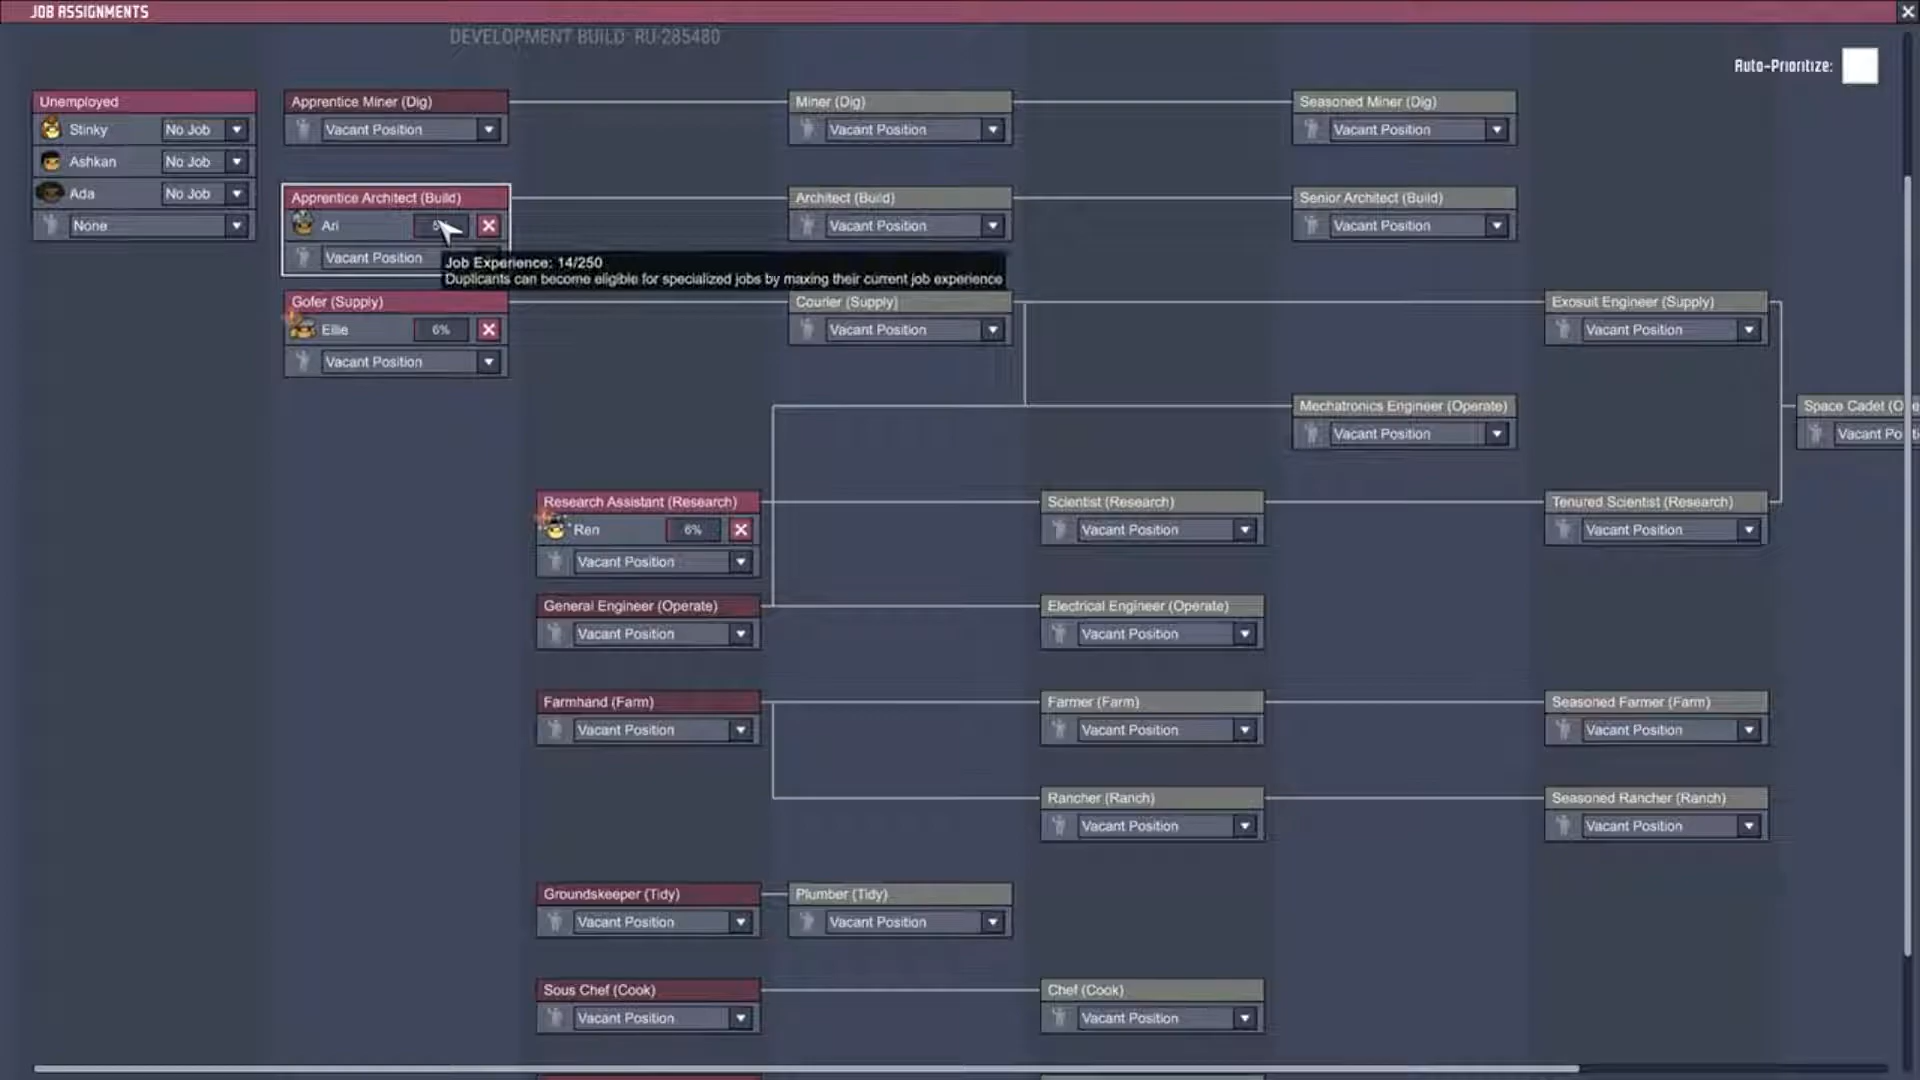 JOB ASSIGNMENTS
DEVELOPMENT BUILD: RU-285480
Auto-Prioritize:
Unemployed
Stinky No Job
Ashkan No Job
Ada No Job
None
Apprentice Miner (Dig)
Vacant Position
Miner (Dig)
Vacant Position
Seasoned Miner (Dig)
Vacant Position
Apprentice Architect (Build)
Ari
Vacant Position
Architect (Build)
Vacant Position
Senior Architect (Build)
Vacant Position
Job Experience: 14/250
Duplicants can become eligible for specialized jobs by maxing their current job experience
Gofer (Supply)
Ellie 6%
Vacant Position
Courier (Supply)
Vacant Position
Exosuit Engineer (Supply)
Vacant Position
Mechatronics Engineer (Operate)
Vacant Position
Space Cadet
Vacant
Research Assistant (Research)
Ren 6%
Vacant Position
Scientist (Research)
Vacant Position
Tenured Scientist (Research)
Vacant Position
General Engineer (Operate)
Vacant Position
Electrical Engineer (Operate)
Vacant Position
Farmhand (Farm)
Vacant Position
Farmer (Farm)
Vacant Position
Seasoned Farmer (Farm)
Vacant Position
Rancher (Ranch)
Vacant Position
Seasoned Rancher (Ranch)
Vacant Position
Groundskeeper (Tidy)
Vacant Position
Plumber (Tidy)
Vacant Position
Sous Chef (Cook)
Vacant Position
Chef (Cook)
Vacant Position